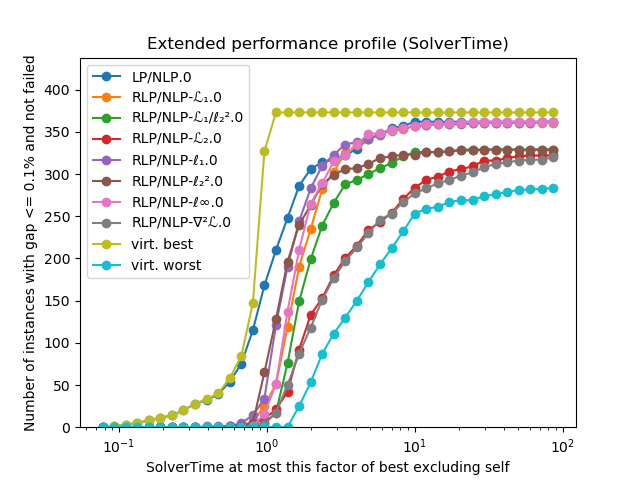 Extended performance profile (SolverTime)
Number of instances with gap <= 0.1% and not failed
400
350
300
250
200
150
100
50
0
LP/NLP.0
RLP/NLP-ℒ₁.0
RLP/NLP-ℒ₁/ℓ₂².0
RLP/NLP-ℒ₂.0
RLP/NLP-ℓ₁.0
RLP/NLP-ℓ₂².0
RLP/NLP-ℓ∞.0
RLP/NLP-∇²ℒ.0
virt. best
virt. worst
10⁻¹ 10⁰ 10¹ 10²
SolverTime at most this factor of best excluding self